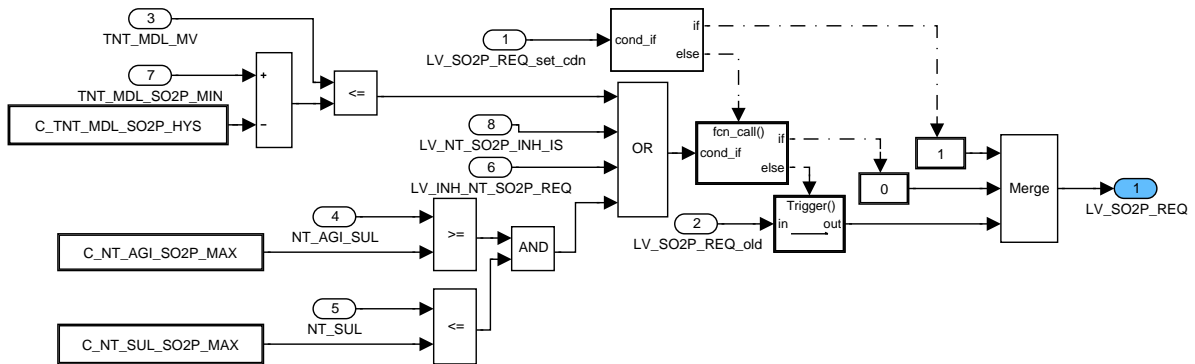 3
TNT_MDL_MV
7
TNT_MDL_SO2P_MIN
+
−
C_TNT_MDL_SO2P_HYS
<=
1
LV_SO2P_REQ_set_cdn
cond_if
if
else
8
LV_NT_SO2P_INH_IS
6
LV_INH_NT_SO2P_REQ
OR
fcn_call()
cond_if
if
else
1
0
Merge
1
LV_SO2P_REQ
4
NT_AGI_SUL
C_NT_AGI_SO2P_MAX
>=
AND
2
LV_SO2P_REQ_old
Trigger()
in
out
5
NT_SUL
C_NT_SUL_SO2P_MAX
<=